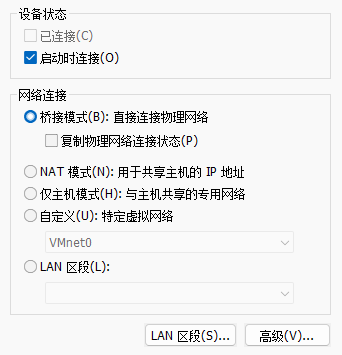 设备状态
已连接(C)
启动时连接(O)
网络连接
桥接模式(B): 直接连接物理网络
复制物理网络连接状态(P)
NAT 模式(N): 用于共享主机的 IP 地址
仅主机模式(H): 与主机共享的专用网络
自定义(U): 特定虚拟网络
VMnet0
LAN 区段(L):
LAN 区段(S)... 高级(V)...